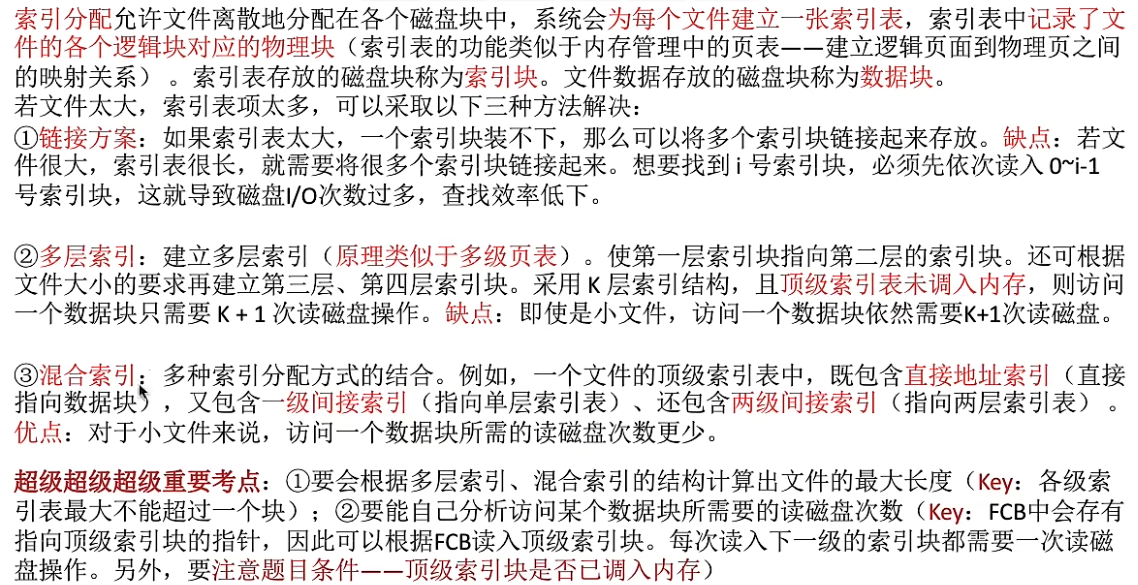 索引分配允许文件离散地分配在各个磁盘块中，系统会为每个文件建立一张索引表，索引表中记录了文
件的各个逻辑块对应的物理块（索引表的功能类似于内存管理中的页表——建立逻辑页面到物理页之间
的映射关系）。索引表存放的磁盘块称为索引块。文件数据存放的磁盘块称为数据块。
若文件太大，索引表项太多，可以采取以下三种方法解决：
①链接方案：如果索引表太大，一个索引块装不下，那么可以将多个索引块链接起来存放。缺点：若文
件很大，索引表很长，就需要将很多个索引块链接起来。想要找到 i 号索引块，必须先依次读入 0~i-1
号索引块，这就导致磁盘I/O次数过多，查找效率低下。
②多层索引：建立多层索引（原理类似于多级页表）。使第一层索引块指向第二层的索引块。还可根据
文件大小的要求再建立第三层、第四层索引块。采用 K 层索引结构，且顶级索引表未调入内存，则访问
一个数据块只需要 K + 1 次读磁盘操作。缺点：即使是小文件，访问一个数据块依然需要K+1次读磁盘。
③混合索引：多种索引分配方式的结合。例如，一个文件的顶级索引表中，既包含直接地址索引（直接
指向数据块），又包含一级间接索引（指向单层索引表）、还包含两级间接索引（指向两层索引表）。
优点：对于小文件来说，访问一个数据块所需的读磁盘次数更少。
超级超级超级重要考点：①要会根据多层索引、混合索引的结构计算出文件的最大长度（Key：各级索
引表最大不能超过一个块）；②要能自己分析访问某个数据块所需要的读磁盘次数（Key：FCB中会存有
指向顶级索引块的指针，因此可以根据FCB读入顶级索引块。每次读入下一级的索引块都需要一次读磁
盘操作。另外，要注意题目条件——顶级索引块是否已调入内存）